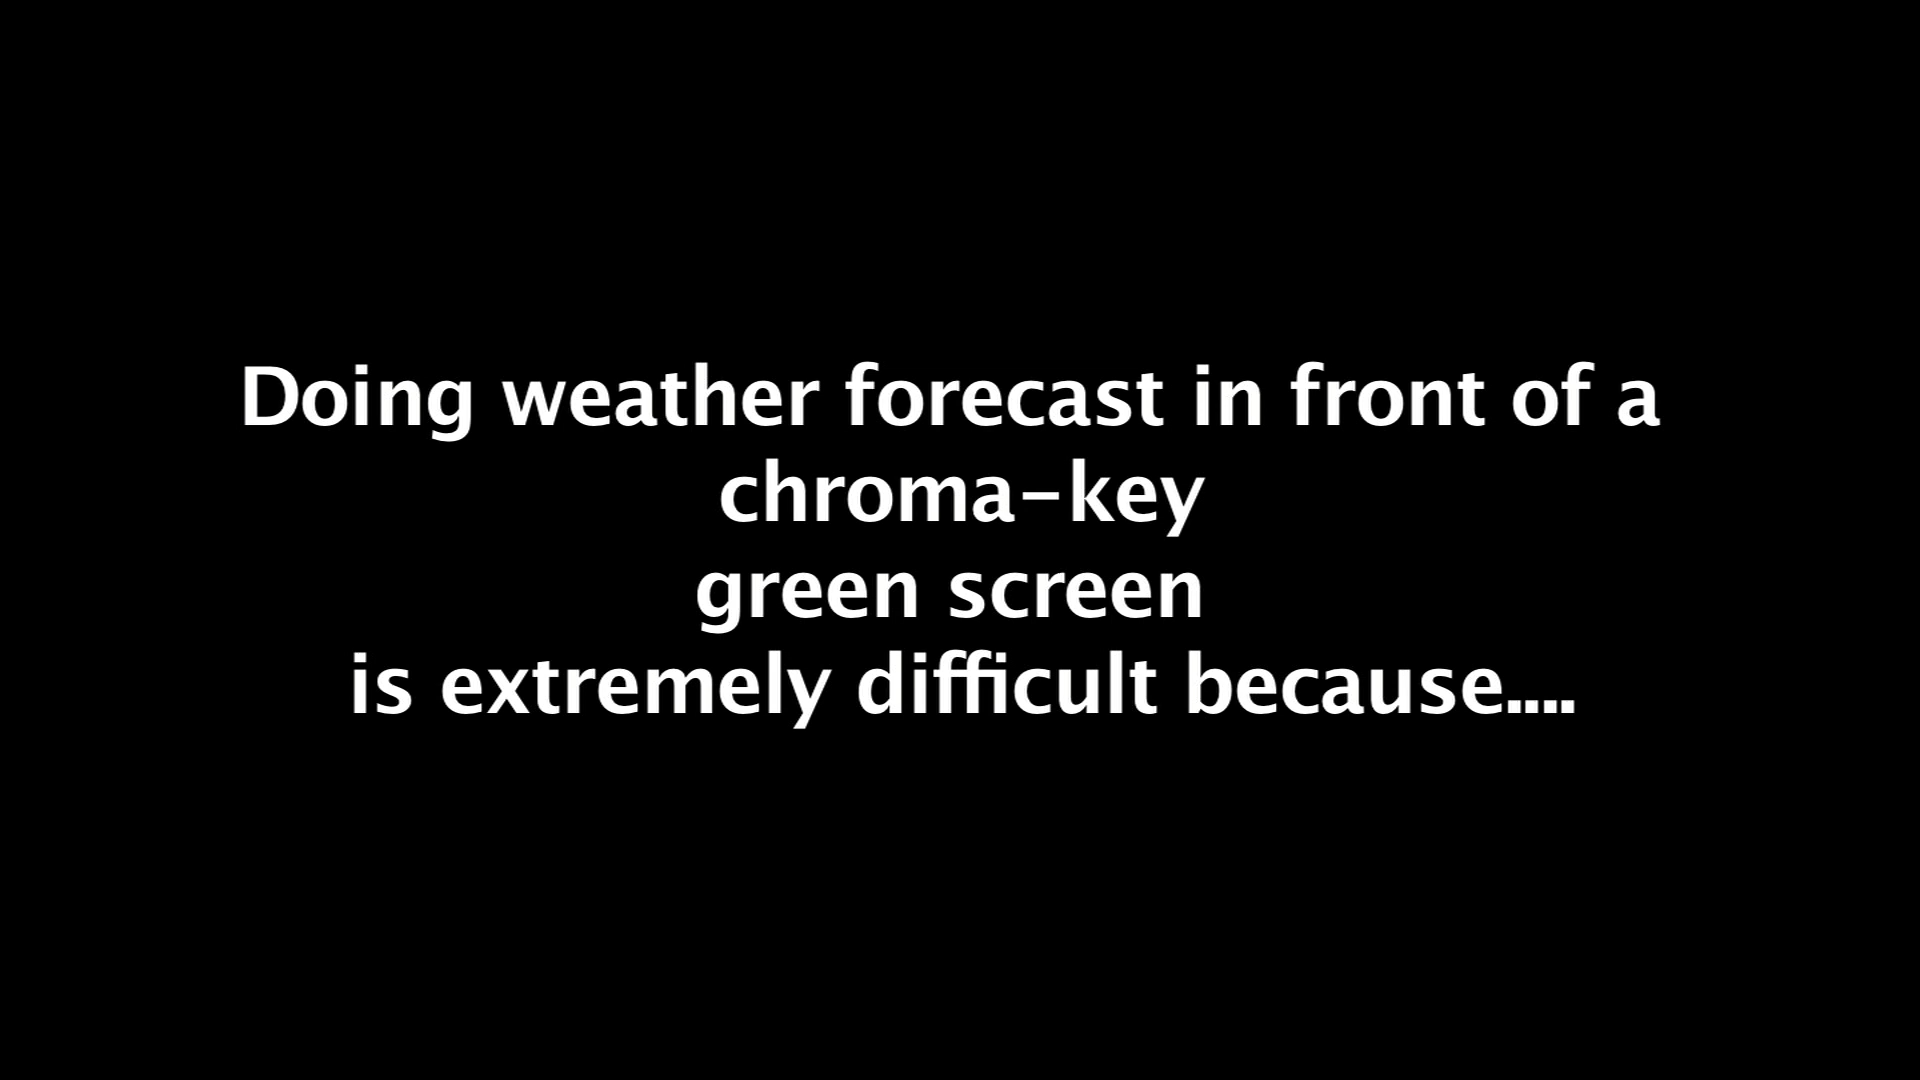 Doing weather forecast in front of a
chroma-key
green screen
is extremely difficult because....